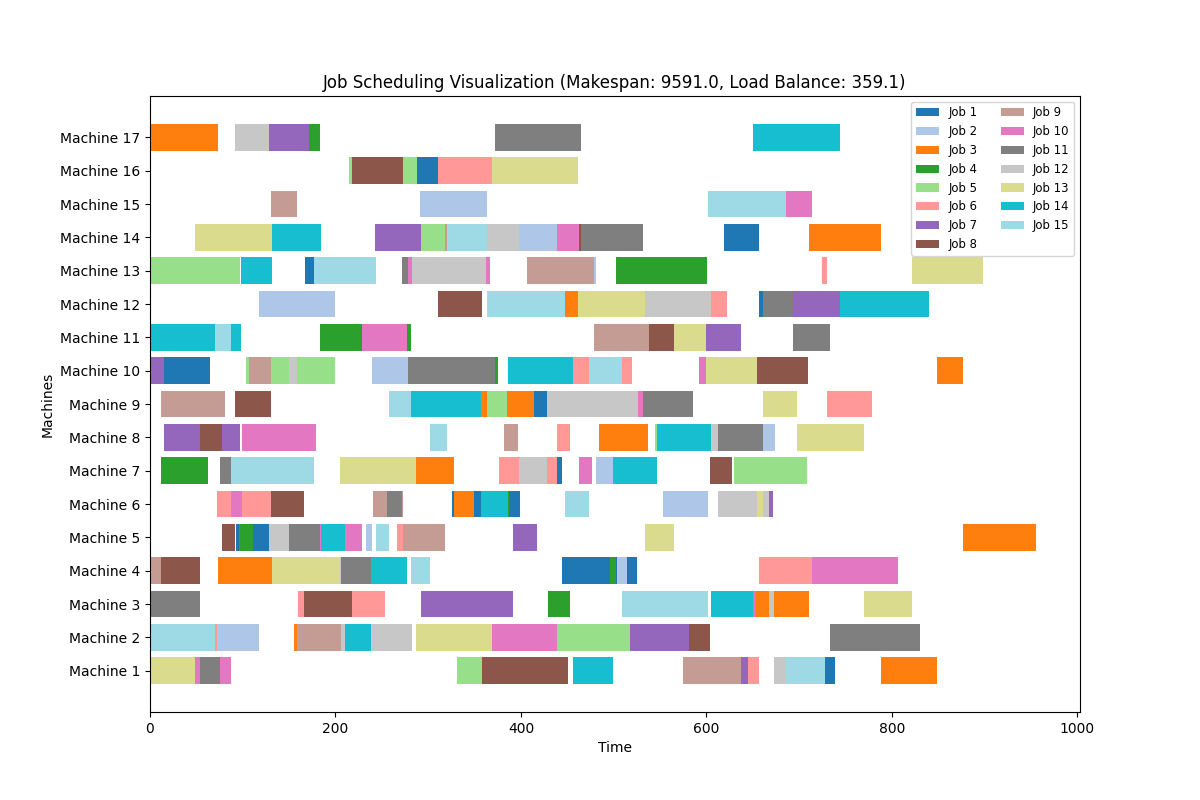 Job Scheduling Visualization (Makespan: 9591.0, Load Balance: 359.1)
Machine 17
Machine 16
Machine 15
Machine 14
Machine 13
Machine 12
Machine 11
Machine 10
Machine 9
Machine 8
Machine 7
Machine 6
Machine 5
Machine 4
Machine 3
Machine 2
Machine 1
Machines
Job 1
Job 2
Job 3
Job 4
Job 5
Job 6
Job 7
Job 8
Job 9
Job 10
Job 11
Job 12
Job 13
Job 14
Job 15
0 200 400 600 800 1000
Time